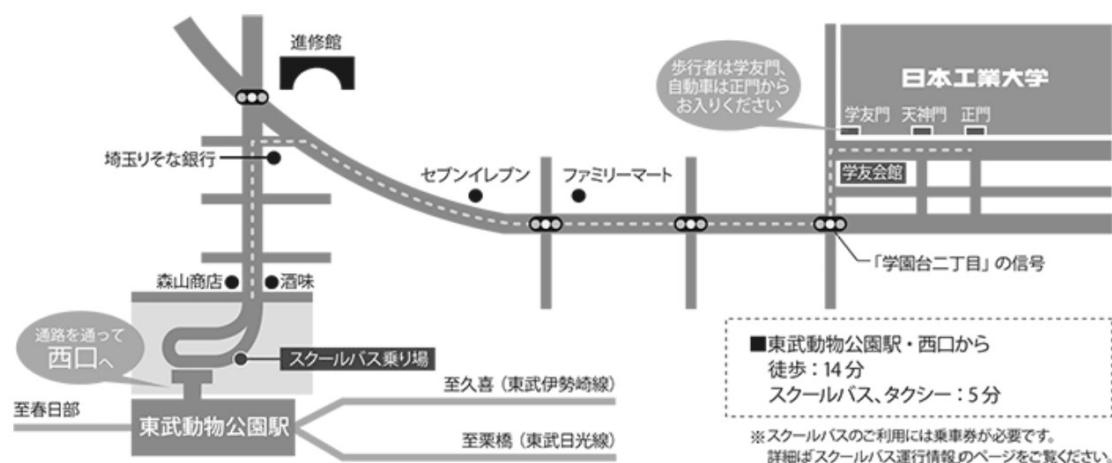 進修館
歩行者は学友門、
自動車は正門から
お入りください
日本工業大学
学友門
天神門
正門
埼玉りそな銀行
セブンイレブン
ファミリーマート
学友会館
「学園台二丁目」の信号
森山商店
酒味
通路を通って
西口へ
スクールバス乗り場
■東武動物公園駅・西口から
徒歩：14分
スクールバス、タクシー：5分
至久喜（東武伊勢崎線）
至春日部
東武動物公園駅
至栗橋（東武日光線）
※スクールバスのご利用には乗車券が必要です。
詳細は「スクールバス運行情報」のページをご覧ください。